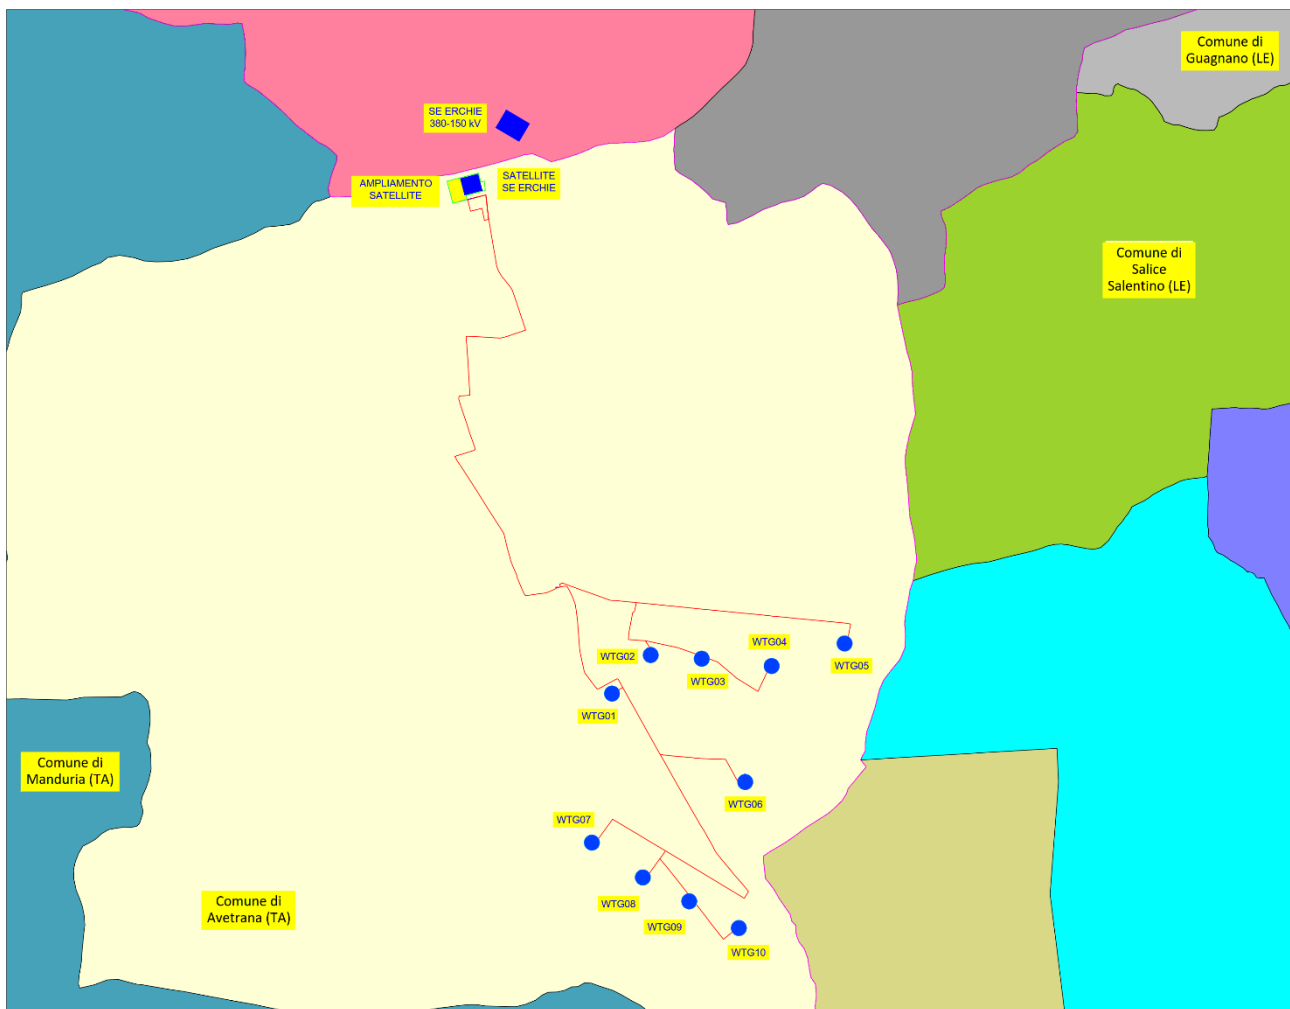 Comune di
Guagnano (LE)
SE ERCHIE
380-150 kV
AMPLIAMENTO
SATELLITE
SATELLITE
SE ERCHIE
Comune di
Salice
Salentino (LE)
WTG04
WTG02
WTG05
WTG03
WTG01
Comune di
Manduria (TA)
WTG06
WTG07
Comune di
Avetrana (TA)
WTG08
WTG09
WTG10